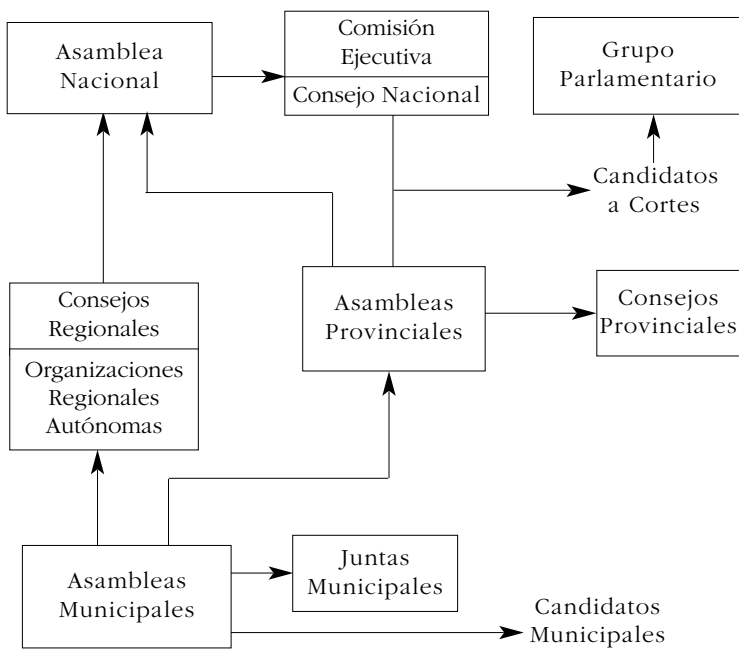 Asamblea
Nacional
Comisión
Ejecutiva
Consejo Nacional
Grupo
Parlamentario
Candidatos
a Cortes
Consejos
Regionales
Organizaciones
Regionales
Autónomas
Asambleas
Provinciales
Consejos
Provinciales
Asambleas
Municipales
Juntas
Municipales
Candidatos
Municipales